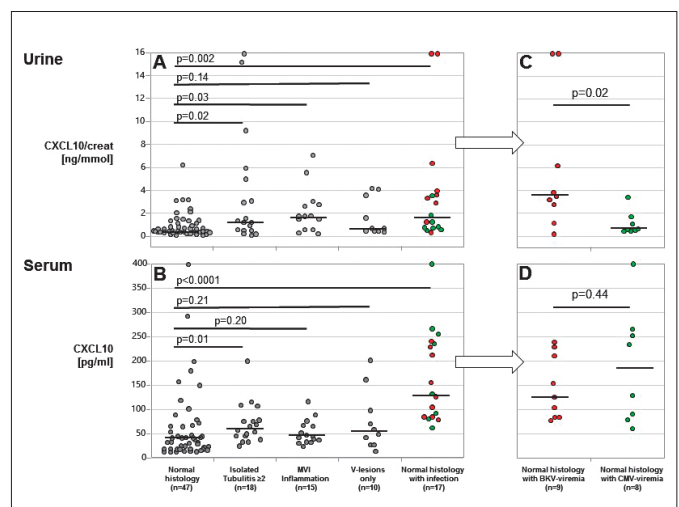 Urine
CXCL10/creat
[ng/mmol]
16
14
12
10
8
6
4
2
0
A
p=0.002
p=0.14
p=0.03
p=0.02
C
p=0.02
Serum
CXCL10
[pg/ml]
400
350
300
250
200
150
100
50
0
B
p<0.0001
p=0.21
p=0.20
p=0.01
D
p=0.44
Normal
histology
(n=47)
Isolated
Tubulitis ≥2
(n=18)
MVI
Inflammation
(n=15)
V-lesions
only
(n=10)
Normal histology
with infection
(n=17)
Normal histology
with BKV-viremia
(n=9)
Normal histology
with CMV-viremia
(n=8)